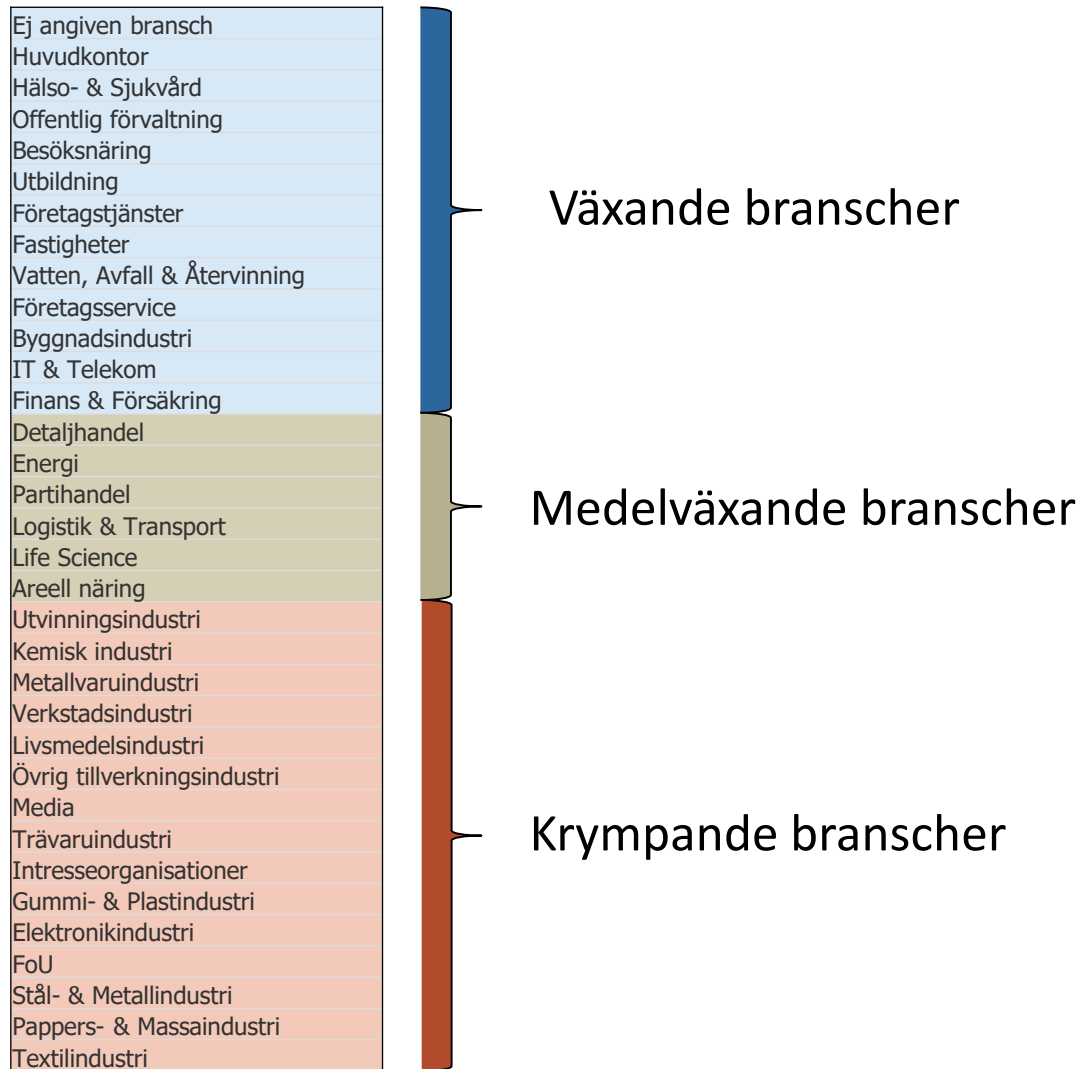 Ej angiven bransch
Huvudkontor
Hälso- & Sjukvård
Offentlig förvaltning
Besöksnäring
Utbildning
Företagstjänster
Fastigheter
Vatten, Avfall & Återvinning
Företagsservice
Byggnadsindustri
IT & Telekom
Finans & Försäkring
Växande branscher
Detaljhandel
Energi
Partihandel
Logistik & Transport
Life Science
Areell näring
Medelväxande branscher
Utvinningsindustri
Kemisk industri
Metallvaruindustri
Verkstadsindustri
Livsmedelsindustri
Övrig tillverkningsindustri
Media
Trävaruindustri
Intresseorganisationer
Gummi- & Plastindustri
Elektronikindustri
FoU
Stål- & Metallindustri
Pappers- & Massaindustri
Textilindustri
Krympande branscher